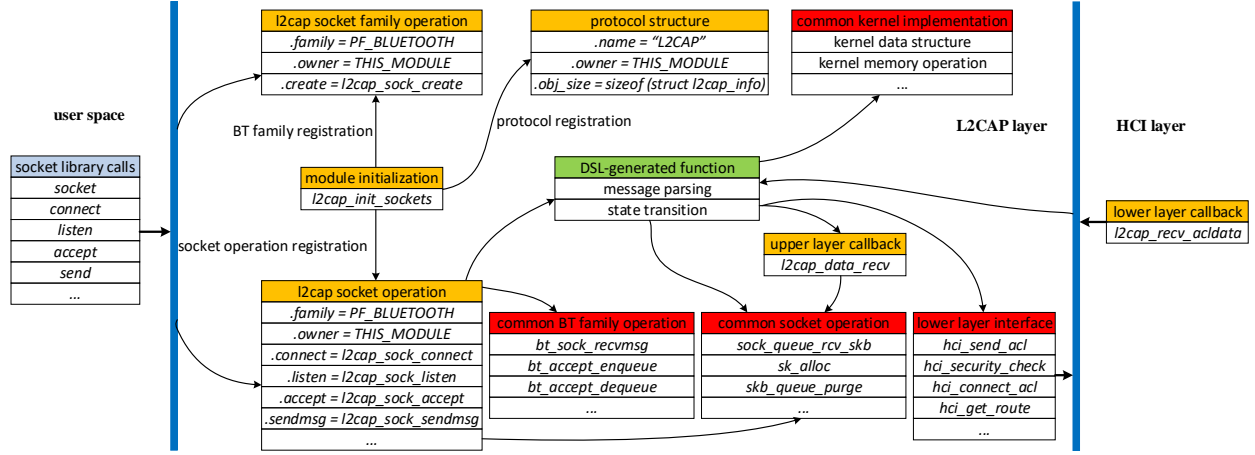 l2cap socket family operation
.family = PF_BLUETOOTH
.owner = THIS_MODULE
.create = l2cap_sock_create
protocol structure
.name = “L2CAP”
.owner = THIS_MODULE
.obj_size = sizeof (struct l2cap_info)
common kernel implementation
kernel data structure
kernel memory operation
...
user space
BT family registration
protocol registration
L2CAP layer
HCI layer
socket library calls
socket
connect
listen
accept
send
...
module initialization
l2cap_init_sockets
DSL-generated function
message parsing
state transition
lower layer callback
l2cap_recv_acldata
socket operation registration
upper layer callback
l2cap_data_recv
l2cap socket operation
.family = PF_BLUETOOTH
.owner = THIS_MODULE
.connect = l2cap_sock_connect
.listen = l2cap_sock_listen
.accept = l2cap_sock_accept
.sendmsg = l2cap_sock_sendmsg
...
common BT family operation
bt_sock_recvmsg
bt_accept_enqueue
bt_accept_dequeue
...
common socket operation
sock_queue_rcv_skb
sk_alloc
skb_queue_purge
...
lower layer interface
hci_send_acl
hci_security_check
hci_connect_acl
hci_get_route
...